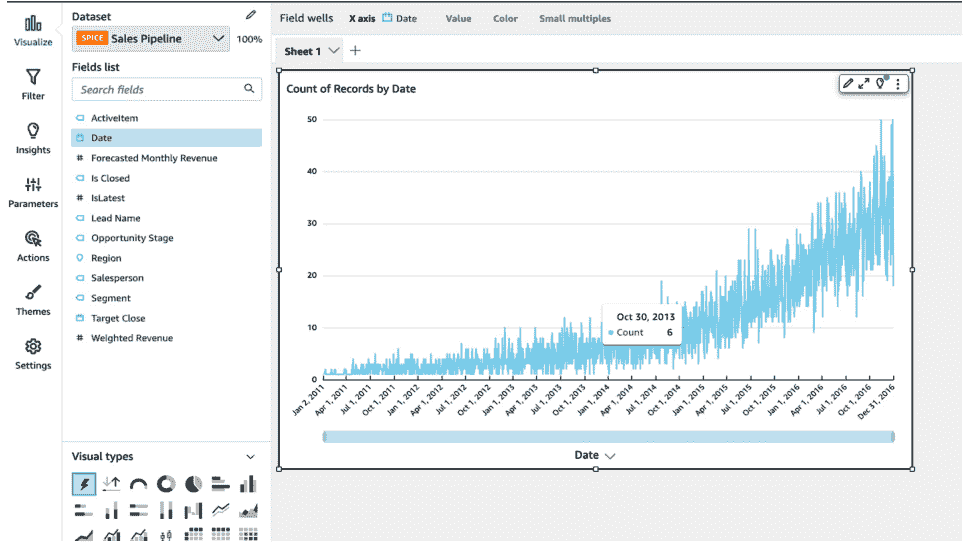 Visualize
Filter
Insights
Parameters
Actions
Themes
Settings
Dataset
SPICE Sales Pipeline 100%
Fields list
Search fields
ActiveItem
Date
# Forecasted Monthly Revenue
Is Closed
# IsLatest
Lead Name
Opportunity Stage
Region
Salesperson
Segment
Target Close
# Weighted Revenue
Visual types
Field wells X axis Date Value Color Small multiples
Sheet 1 +
Count of Records by Date
50
40
30
20
10
0
Oct 30, 2013
Count 6
Jan 2, 2011 Apr 1, 2011 Jul 1, 2011 Oct 1, 2011 Jan 1, 2012 Apr 1, 2012 Jul 1, 2012 Oct 1, 2012 Jan 1, 2013 Apr 1, 2013 Jul 1, 2013 Oct 1, 2013 Jan 1, 2014 Apr 1, 2014 Jul 1, 2014 Oct 1, 2014 Jan 1, 2015 Apr 1, 2015 Jul 1, 2015 Oct 1, 2015 Jan 1, 2016 Apr 1, 2016 Jul 1, 2016 Oct 1, 2016 Dec 31, 2016
Date